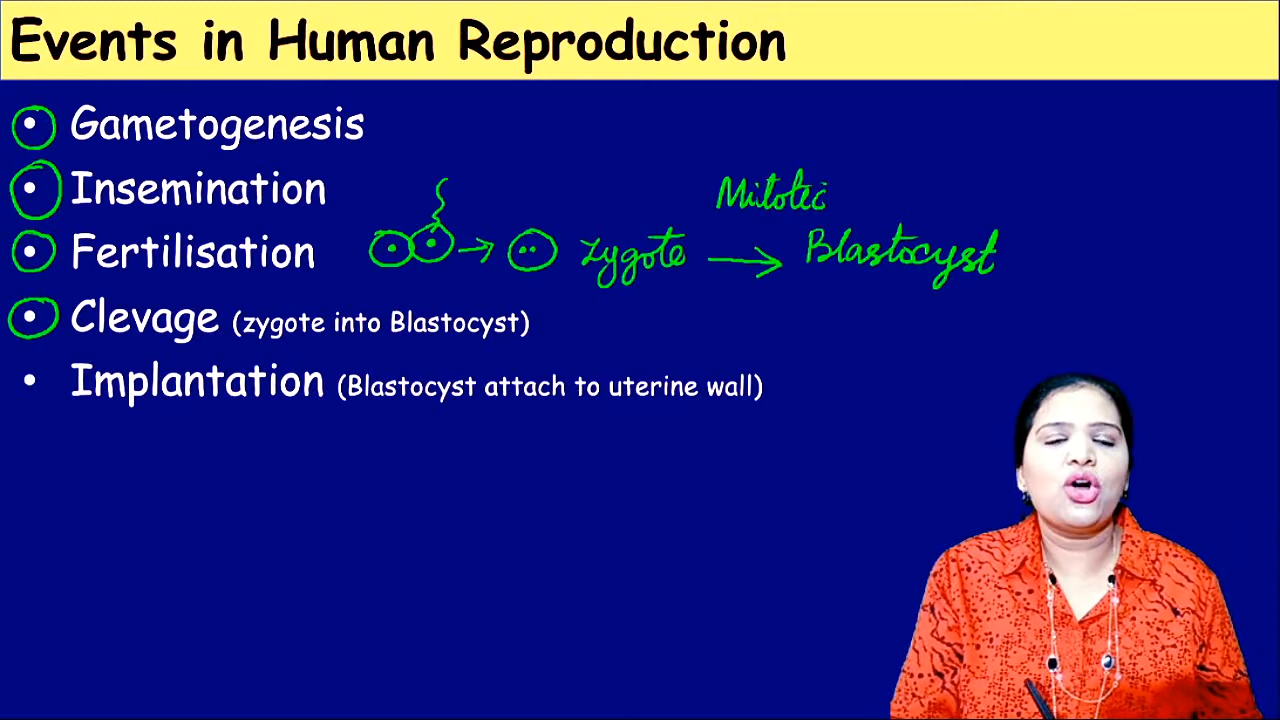 Events in Human Reproduction
• Gametogenesis
• Insemination
Mitotic
• Fertilisation
zygote → Blastocyst
• Clevage (zygote into Blastocyst)
• Implantation (Blastocyst attach to uterine wall)